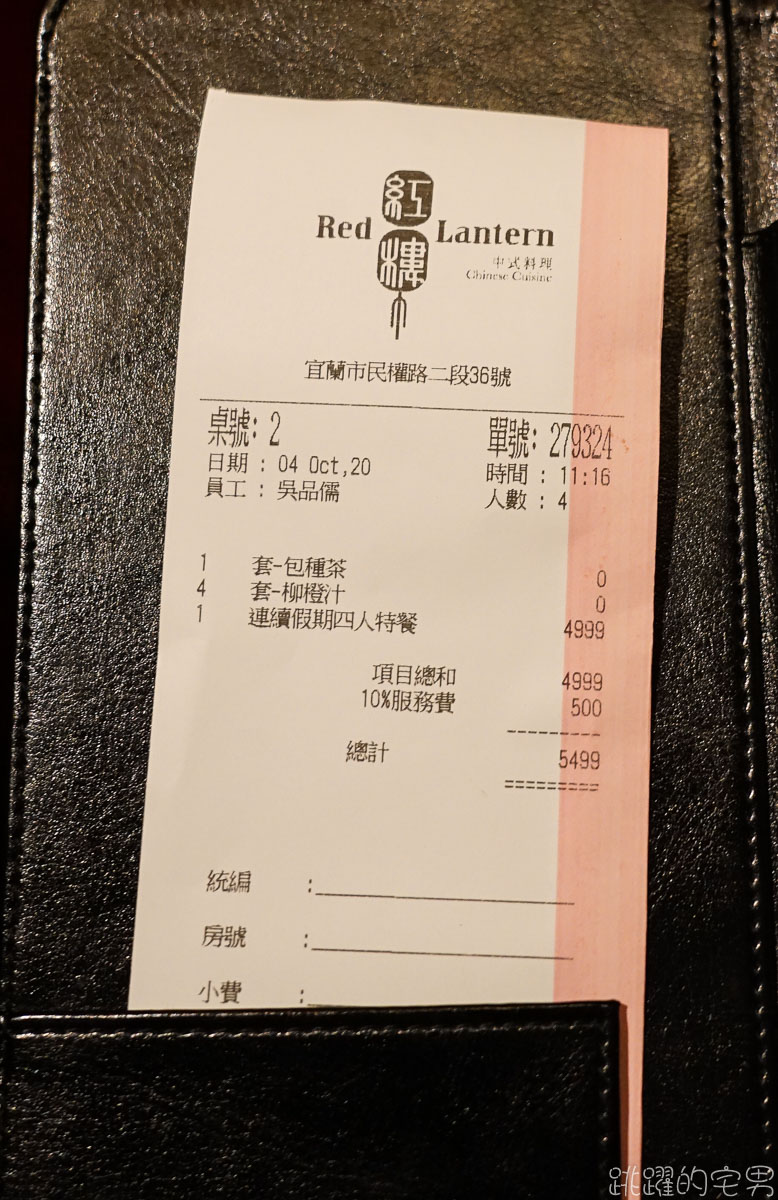 紅樓
Red Lantern
中式料理
Chinese Cuisine
宜蘭市民權路二段36號
桌號: 2 單號: 279324
日期 : 04 Oct,20 時間 : 11:16
員工 : 吳品儒 人數 : 4
1 套-包種茶 0
4 套-柳橙汁 0
1 連續假期四人特餐 4999
項目總和 4999
10%服務費 500
總計 5499
統編 :
房號 :
小費 :
跳躍的宅男